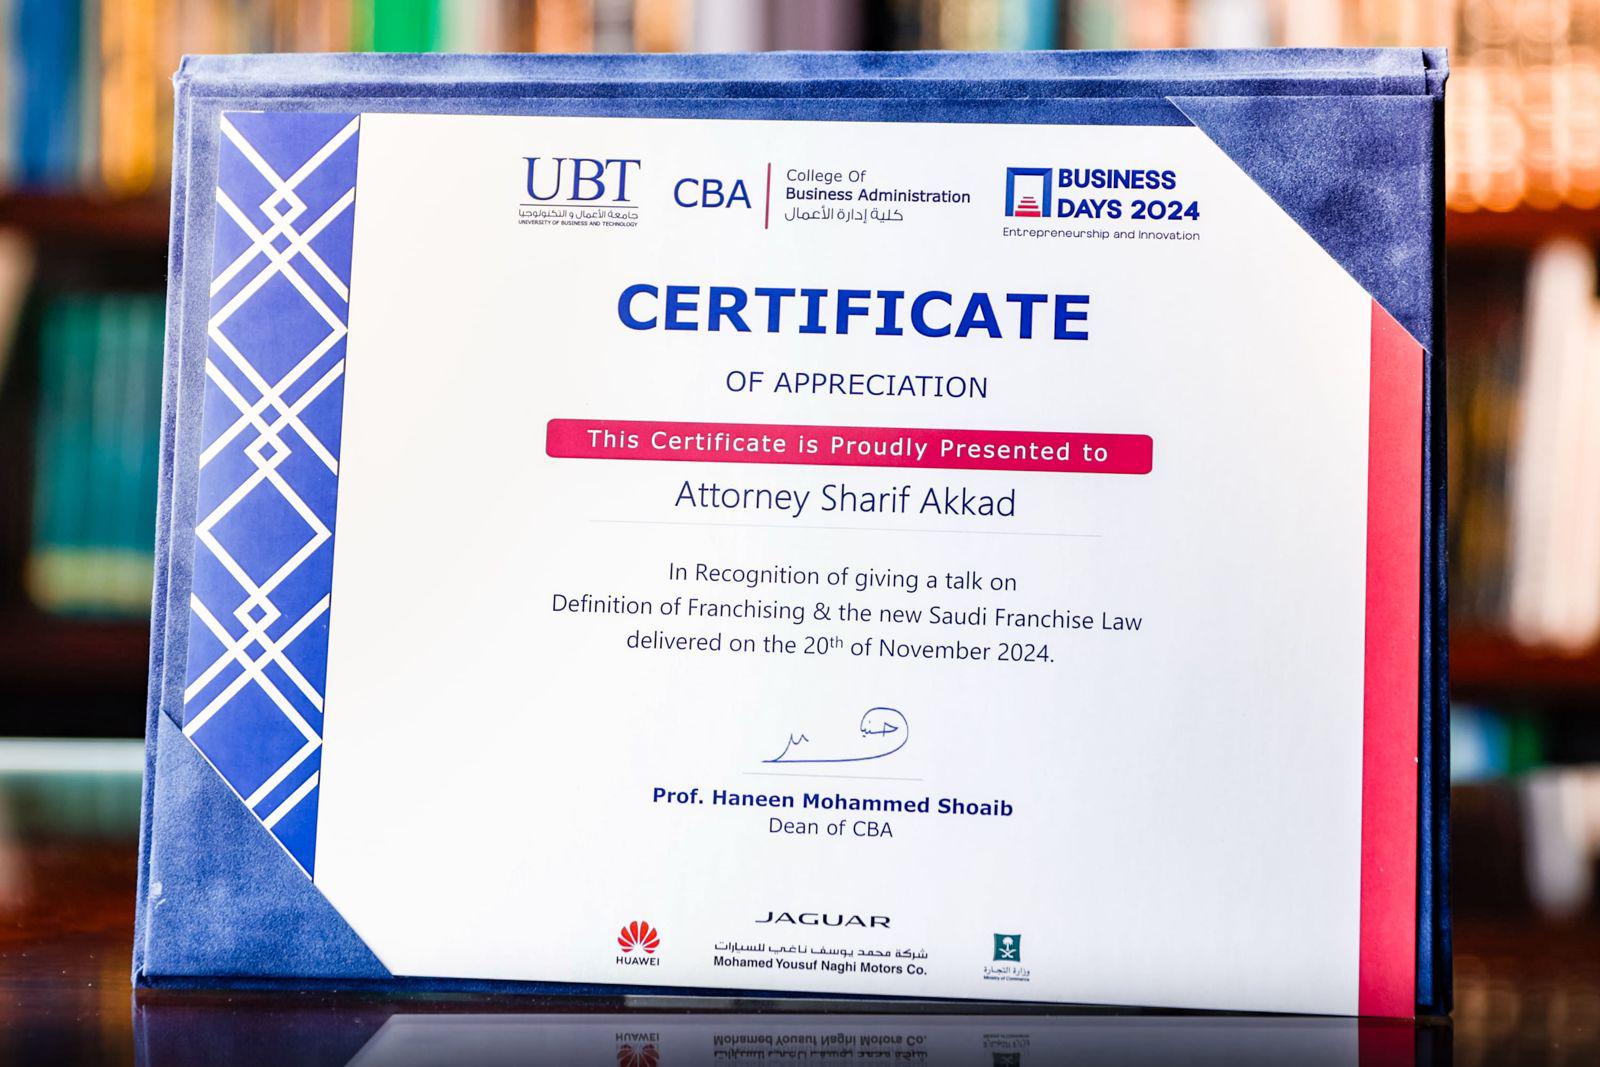 UBT
جامعة الأعمال و التكنولوجيا
UNIVERSITY OF BUSINESS AND TECHNOLOGY
CBA
College Of
Business Administration
كلية إدارة الأعمال
BUSINESS
DAYS 2024
Entrepreneurship and Innovation
CERTIFICATE
OF APPRECIATION
This Certificate is Proudly Presented to
Attorney Sharif Akkad
In Recognition of giving a talk on
Definition of Franchising & the new Saudi Franchise Law
delivered on the 20th of November 2024.
Prof. Haneen Mohammed Shoaib
Dean of CBA
HUAWEI
JAGUAR
شركة محمد يوسف ناغي للسيارات
Mohamed Yousuf Naghi Motors Co.
وزارة التجارة
Ministry of Commerce